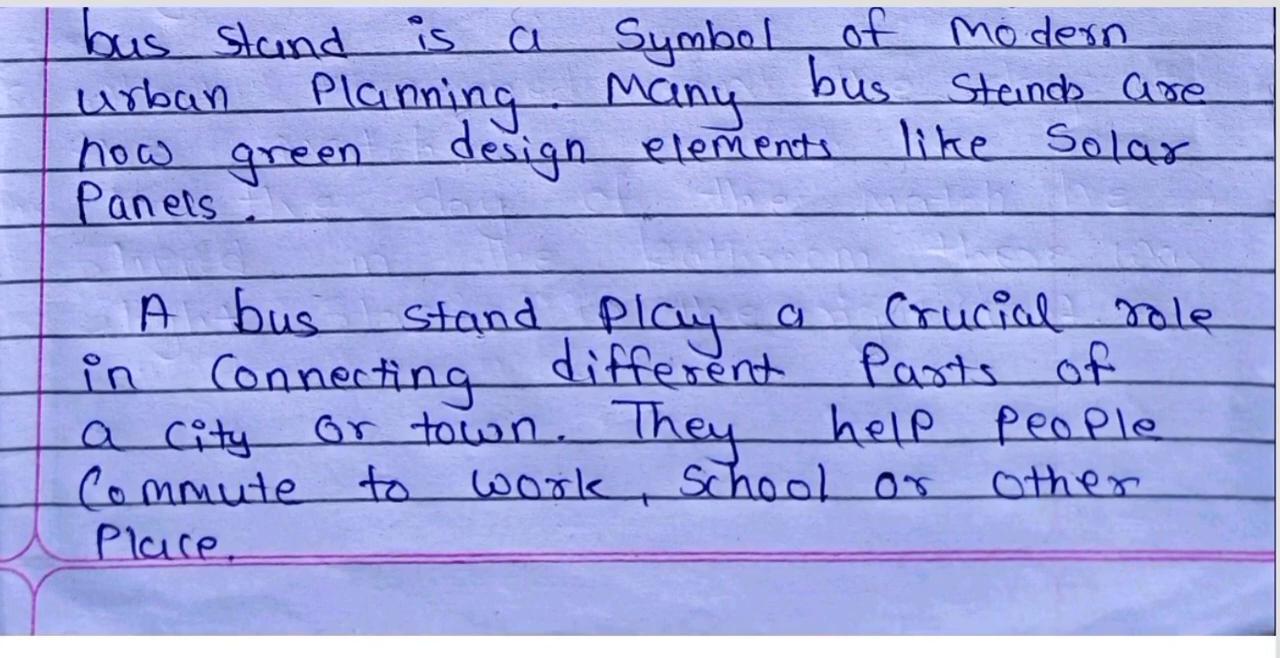 bus stand is a Symbol of Modern
urban Planning. Many bus Stands are
now green design elements like Solar
Panels.
A bus stand Play a Crucial role
in Connecting different Parts of
a City or town. They help People
Commute to work, School or other
Place.